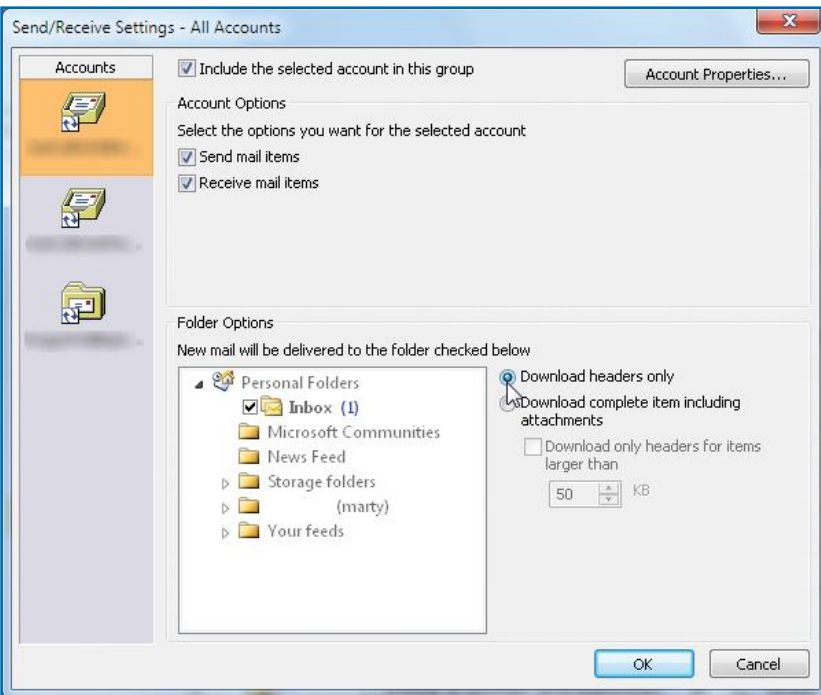 Send/Receive Settings - All Accounts
Accounts
Include the selected account in this group
Account Properties...
Account Options
Select the options you want for the selected account
Send mail items
Receive mail items
Folder Options
New mail will be delivered to the folder checked below
Personal Folders
Inbox (1)
Microsoft Communities
News Feed
Storage folders
(marty)
Your feeds
Download headers only
Download complete item including
attachments
Download only headers for items
larger than
50 KB
OK
Cancel